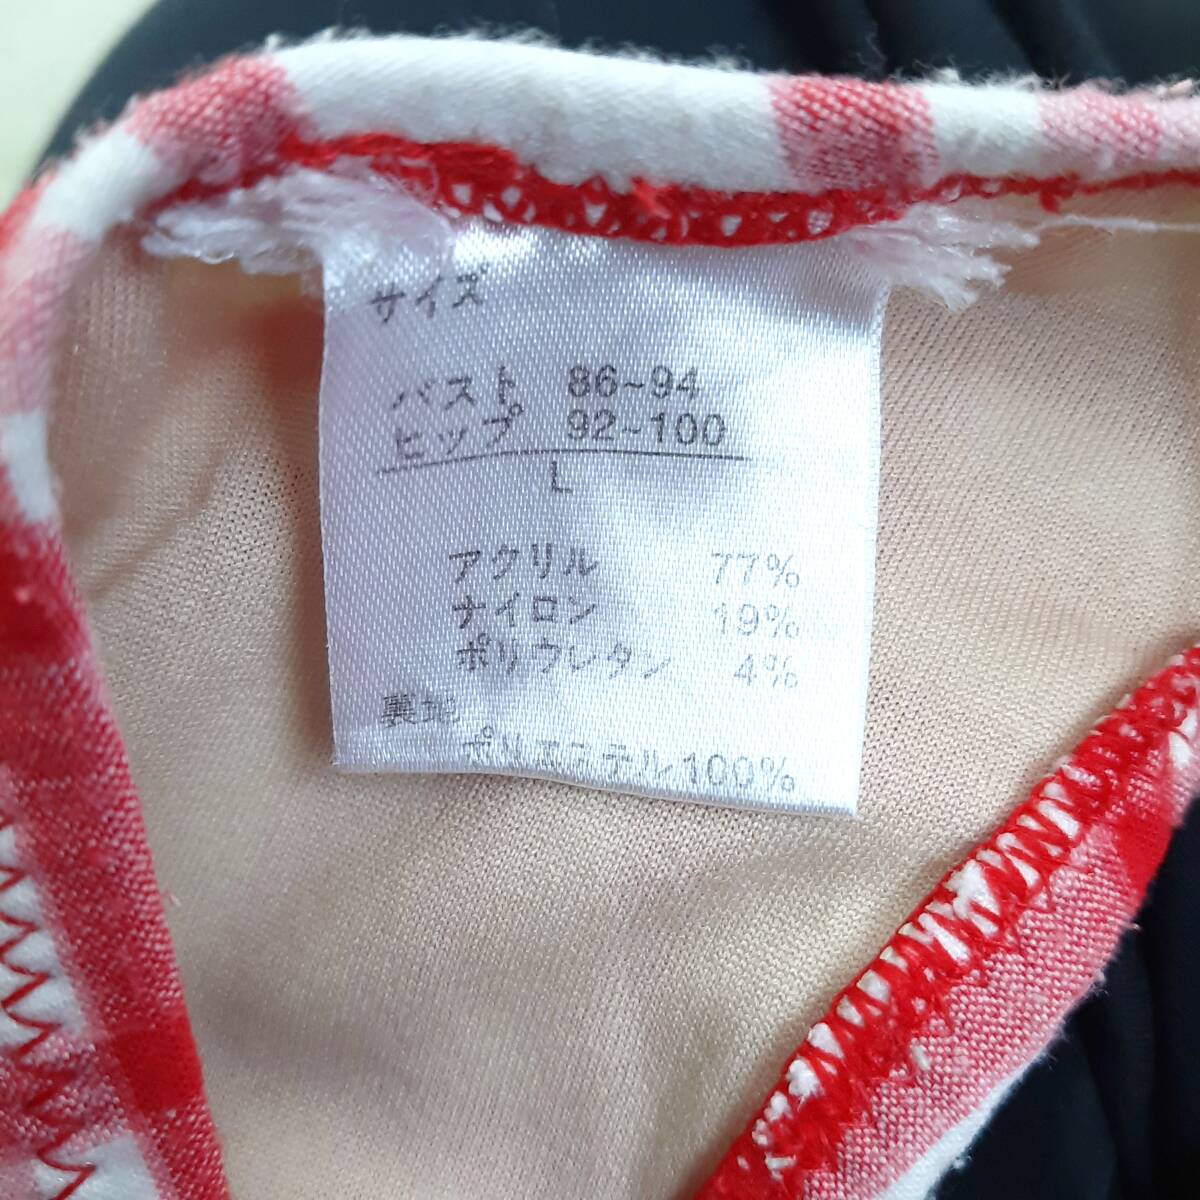 サイズ
バスト 86~94
ヒップ 92~100
L
アクリル 77%
ナイロン 19%
ポリウレタン 4%
裏地
ポリエステル100%